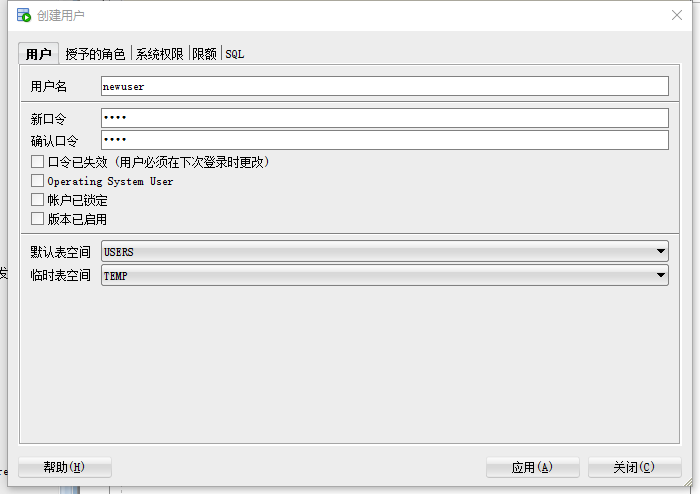 创建用户
用户 授予的角色 系统权限 限额 SQL
用户名 newuser
新口令 ••••
确认口令 ••••
口令已失效 (用户必须在下次登录时更改)
Operating System User
帐户已锁定
版本已启用
默认表空间 USERS
临时表空间 TEMP
发
re
帮助(H) 应用(A) 关闭(C)